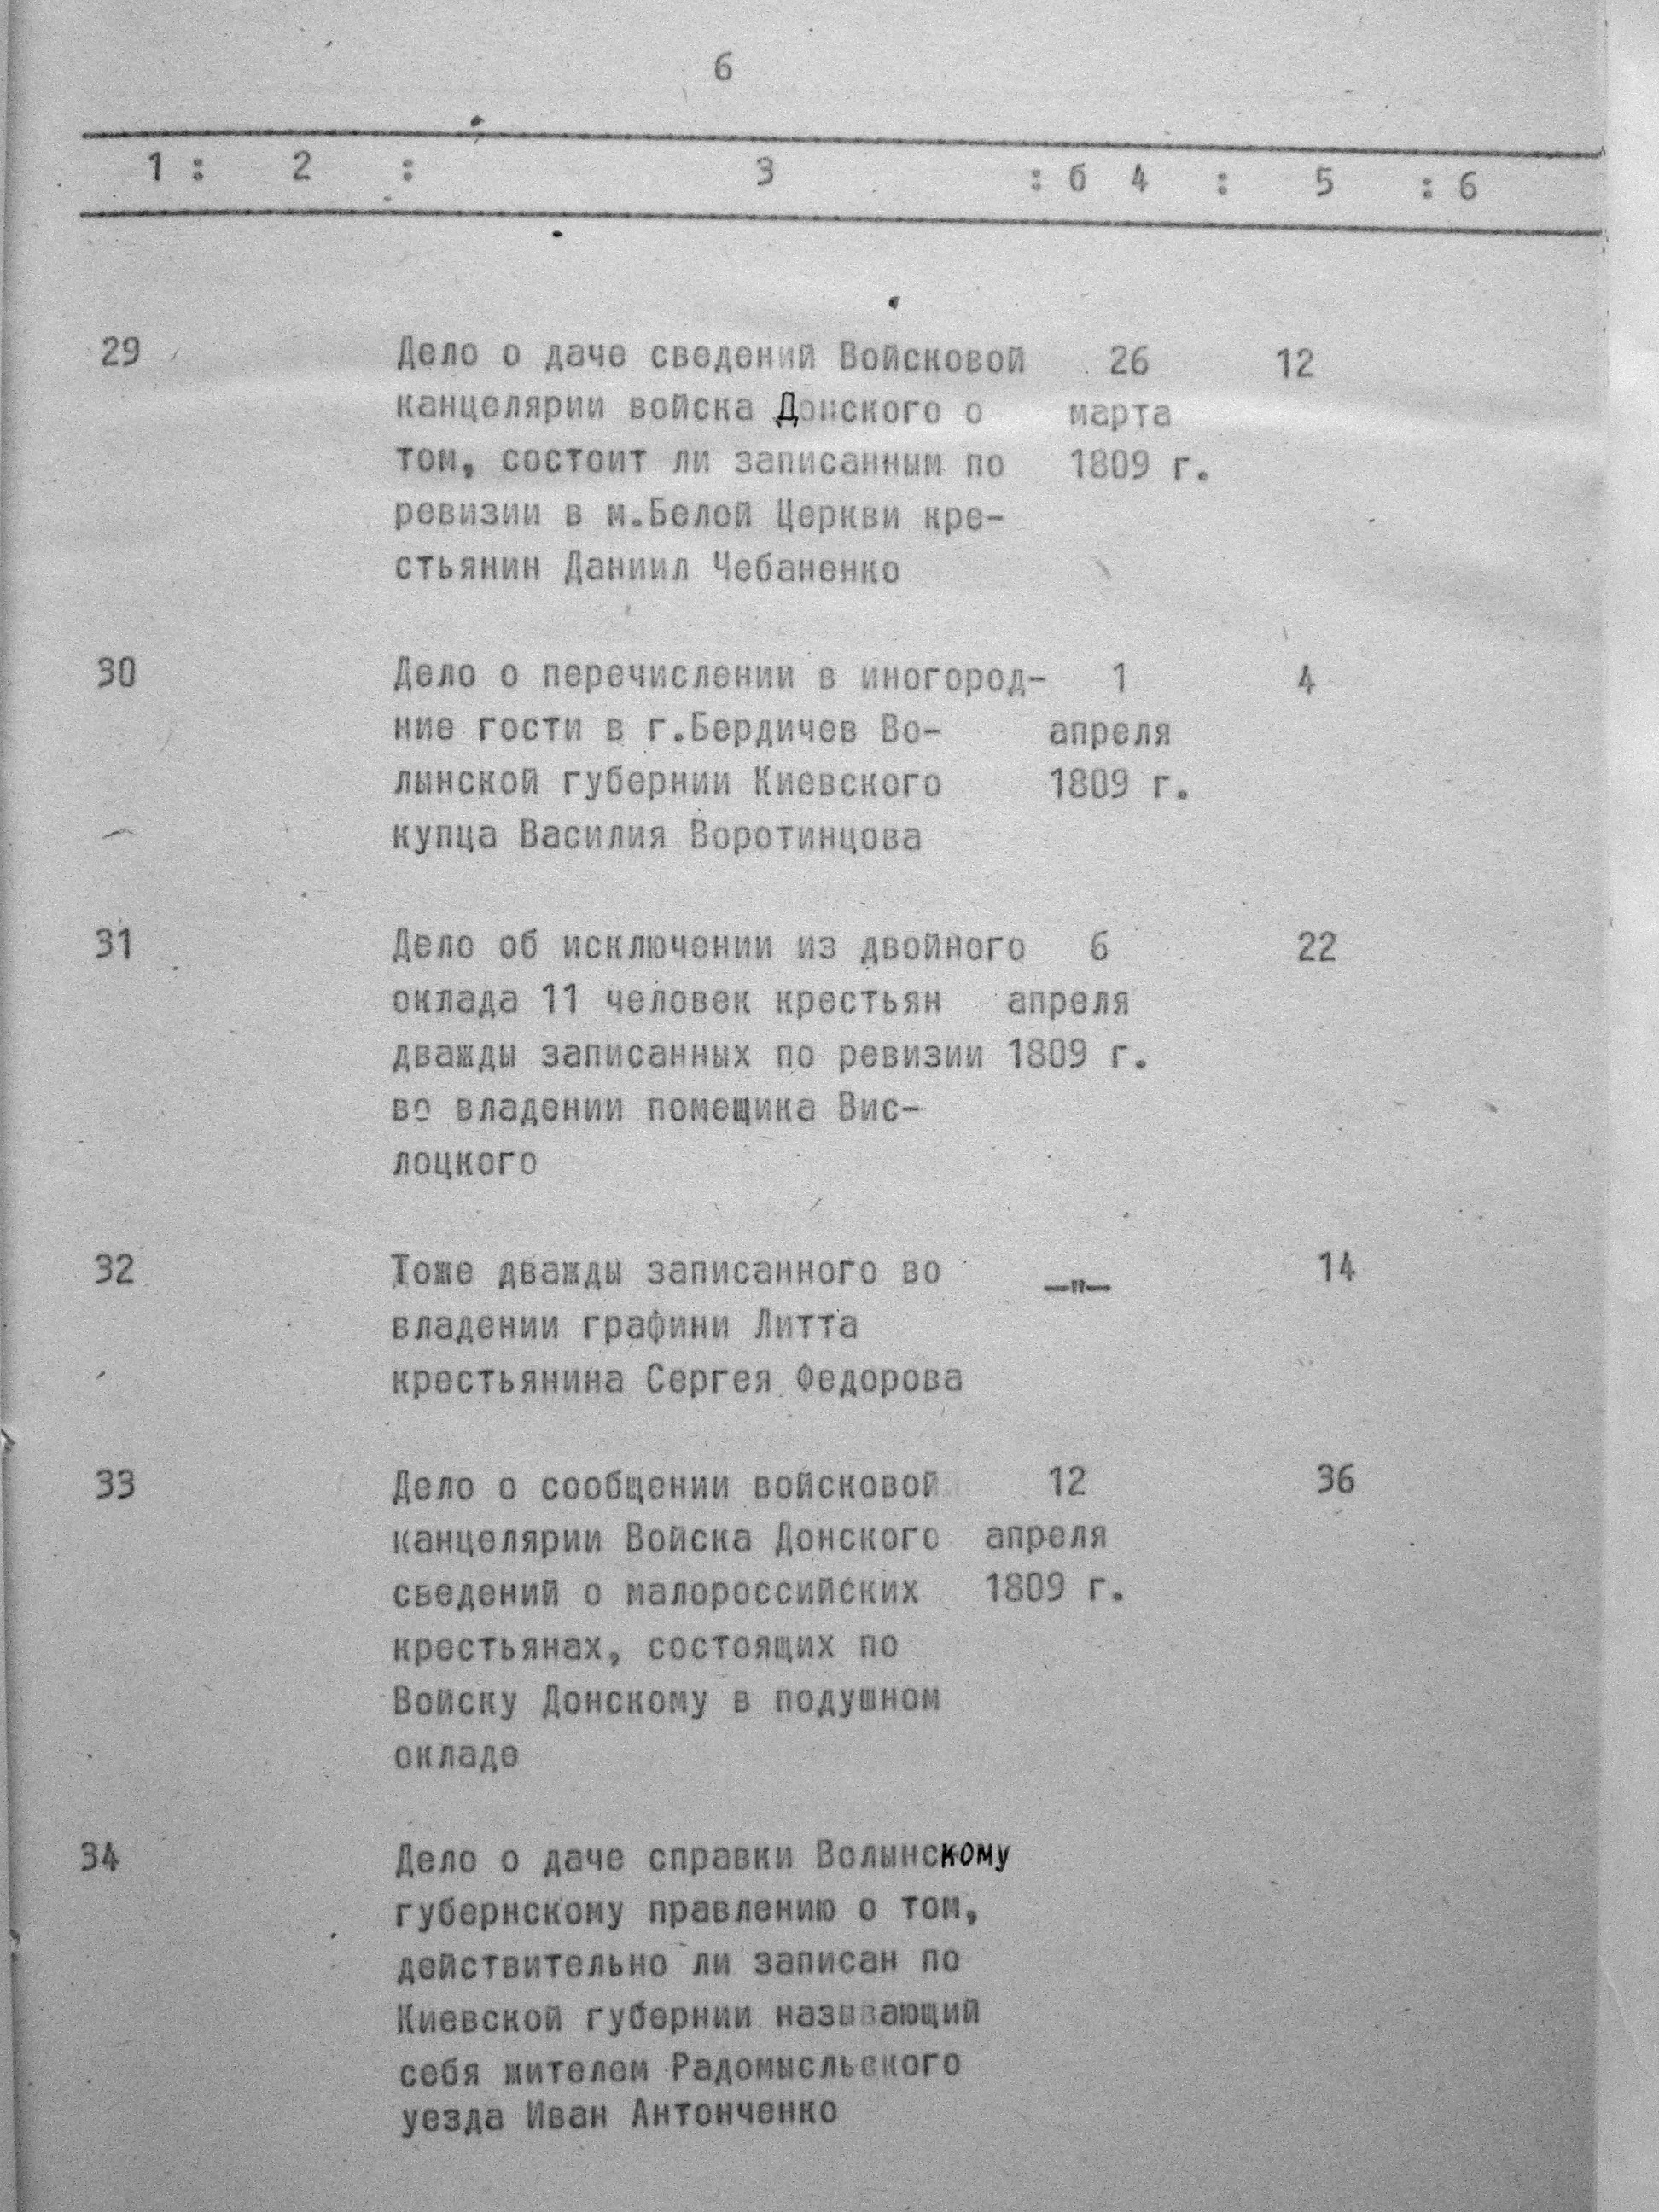 6
1 : 2 : 3 : б 4 : 5 : 6
29 Дело о даче сведений Войсковой 26 12
канцелярии войска Донского о марта
том, состоит ли записанным по 1809 г.
ревизии в м.Белой Церкви кре-
стьянин Даниил Чебаненко
30 Дело о перечислении в иногород- 1 4
ние гости в г.Бердичев Во- апреля
лынской губернии Киевского 1809 г.
купца Василия Воротинцова
31 Дело об исключении из двойного 6 22
оклада 11 человек крестьян апреля
дважды записанных по ревизии 1809 г.
во владении помещика Вис-
лоцкого
32 Тоже дважды записанного во —"— 14
владении графини Литта
крестьянина Сергея Федорова
33 Дело о сообщении войсковой 12 36
канцелярии Войска Донского апреля
сведений о малороссийских 1809 г.
крестьянах, состоящих по
Войску Донскому в подушном
окладе
34 Дело о даче справки Волынскому
губернскому правлению о том,
действительно ли записан по
Киевской губернии называющий
себя жителем Радомысльского
уезда Иван Антонченко